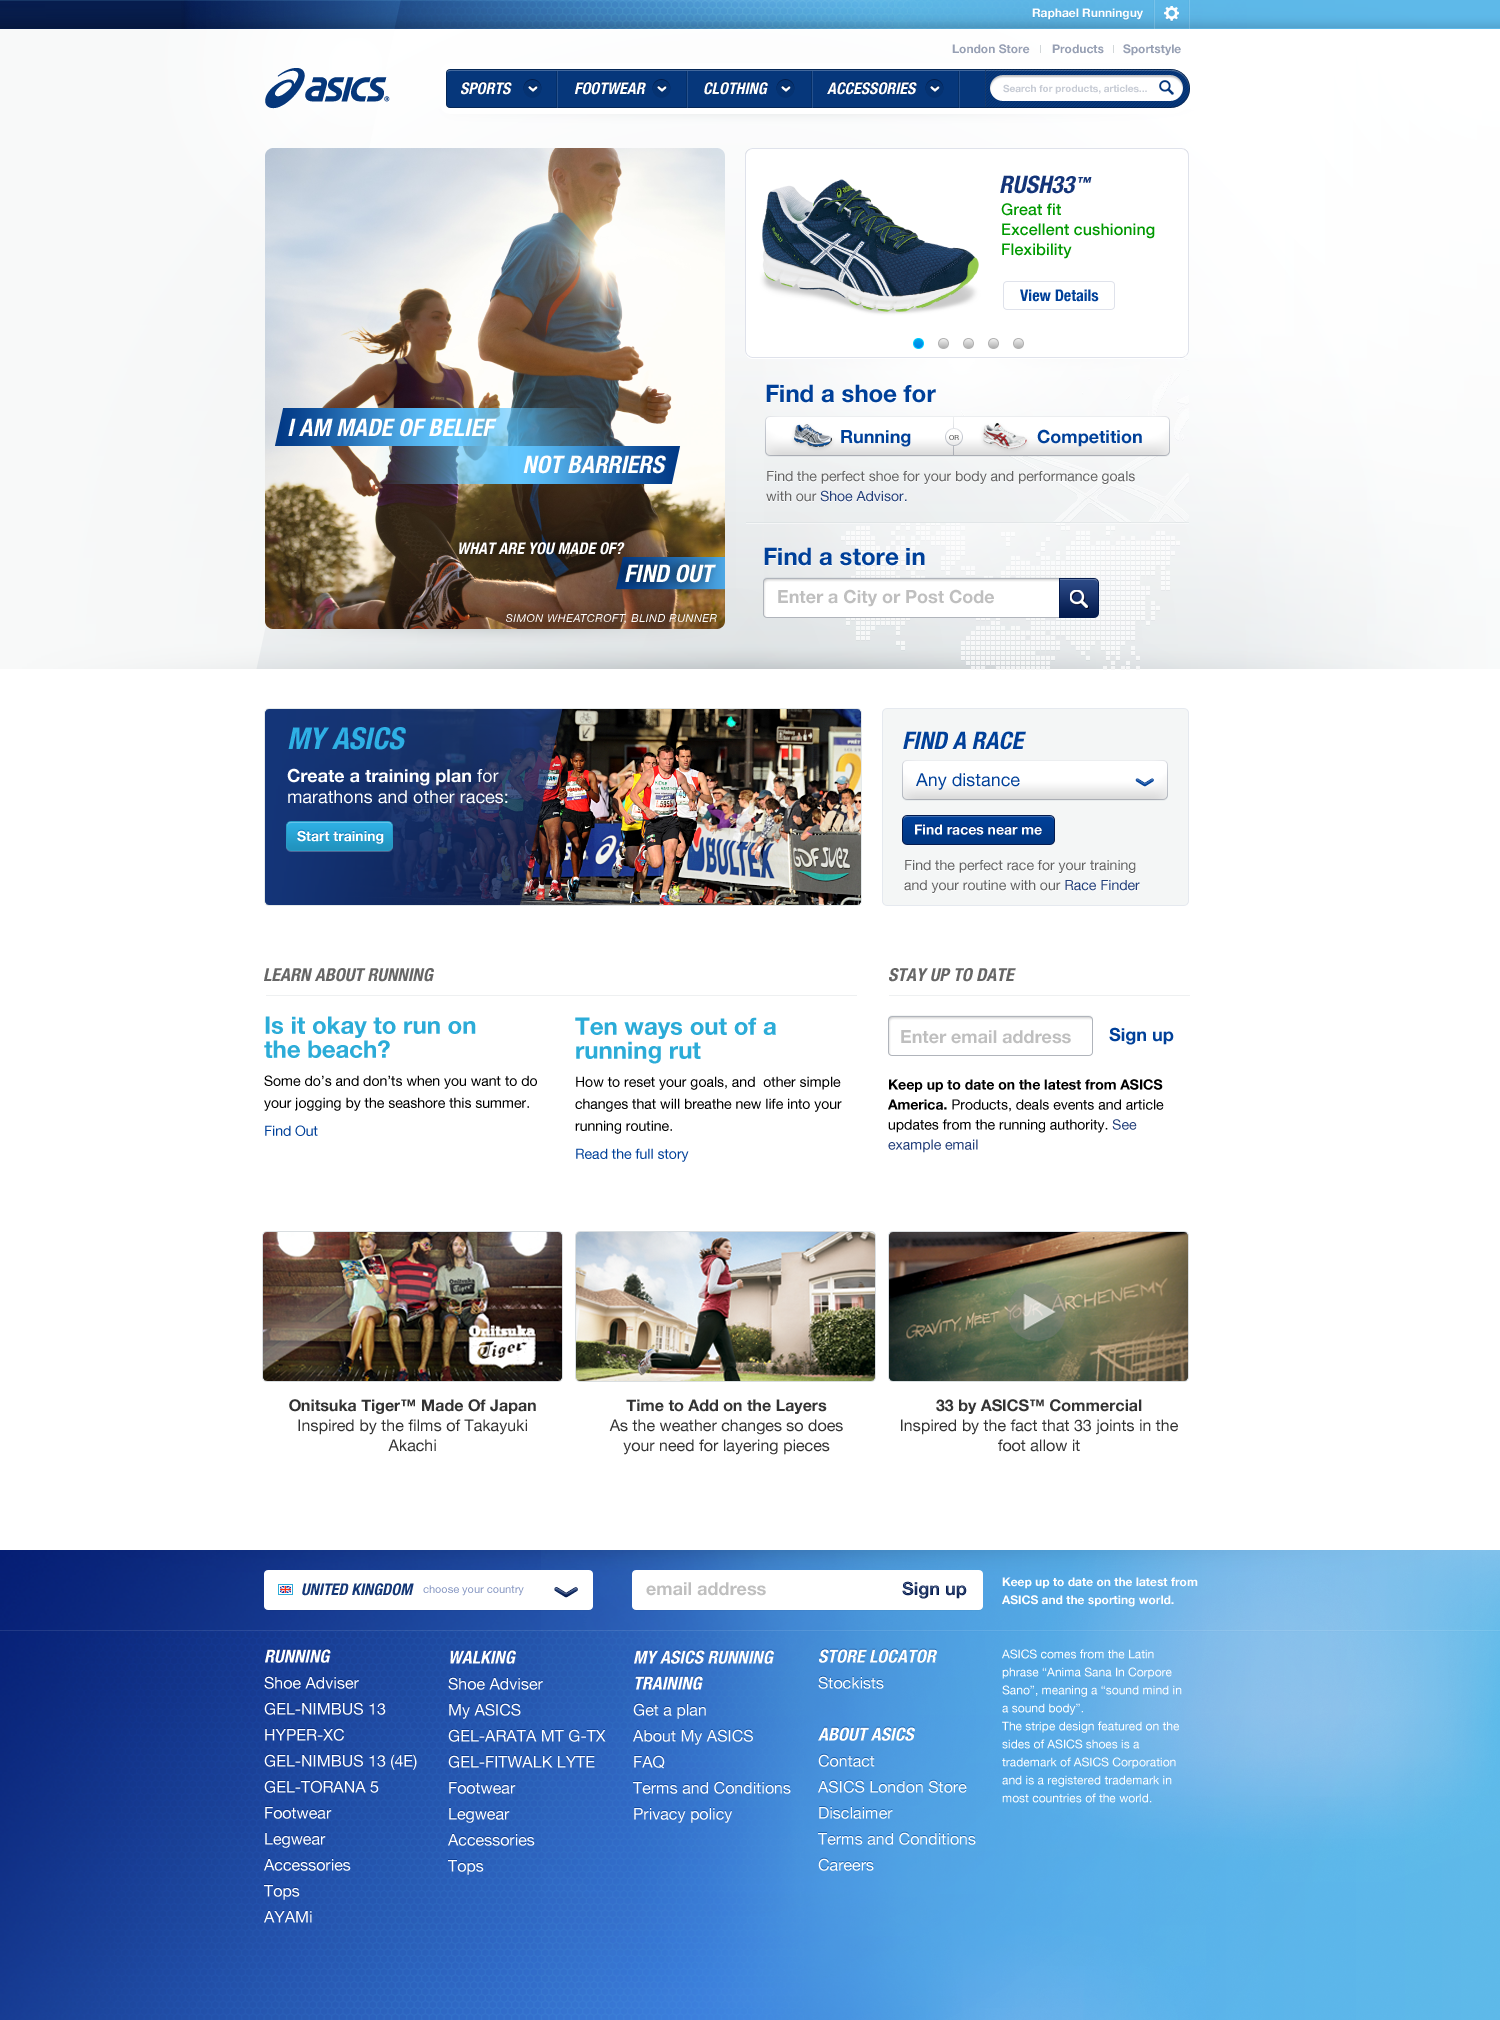 Raphael Runninguy
London Store
Products
Sportstyle
asics®
SPORTS
FOOTWEAR
CLOTHING
ACCESSORIES
Search for products, articles...
I AM MADE OF BELIEF
NOT BARRIERS
WHAT ARE YOU MADE OF?
FIND OUT
SIMON WHEATCROFT, BLIND RUNNER
RUSH33™
Great fit
Excellent cushioning
Flexibility
View Details
Find a shoe for
Running
OR
Competition
Find the perfect shoe for your body and performance goals
with our Shoe Advisor.
Find a store in
Enter a City or Post Code
MY ASICS
Create a training plan for
marathons and other races:
Start training
BULTEX
GDF SUEZ
FIND A RACE
Any distance
Find races near me
Find the perfect race for your training
and your routine with our Race Finder
LEARN ABOUT RUNNING
Is it okay to run on
the beach?
Some do’s and don’ts when you want to do
your jogging by the seashore this summer.
Find Out
Ten ways out of a
running rut
How to reset your goals, and  other simple
changes that will breathe new life into your
running routine.
Read the full story
STAY UP TO DATE
Enter email address
Sign up
Keep up to date on the latest from ASICS
America. Products, deals events and article
updates from the running authority. See
example email
Onitsuka
Tiger™
GRAVITY, MEET YOUR ARCHENEMY
Onitsuka Tiger™ Made Of Japan
Inspired by the films of Takayuki
Akachi
Time to Add on the Layers
As the weather changes so does
your need for layering pieces
33 by ASICS™ Commercial
Inspired by the fact that 33 joints in the
foot allow it
UNITED KINGDOM choose your country
email address
Sign up
Keep up to date on the latest from
ASICS and the sporting world.
RUNNING
Shoe Adviser
GEL-NIMBUS 13
HYPER-XC
GEL-NIMBUS 13 (4E)
GEL-TORANA 5
Footwear
Legwear
Accessories
Tops
AYAMi
WALKING
Shoe Adviser
My ASICS
GEL-ARATA MT G-TX
GEL-FITWALK LYTE
Footwear
Legwear
Accessories
Tops
MY ASICS RUNNING
TRAINING
Get a plan
About My ASICS
FAQ
Terms and Conditions
Privacy policy
STORE LOCATOR
Stockists
ABOUT ASICS
Contact
ASICS London Store
Disclaimer
Terms and Conditions
Careers
ASICS comes from the Latin
phrase “Anima Sana In Corpore
Sano”, meaning a “sound mind in
a sound body”.
The stripe design featured on the
sides of ASICS shoes is a
trademark of ASICS Corporation
and is a registered trademark in
most countries of the world.